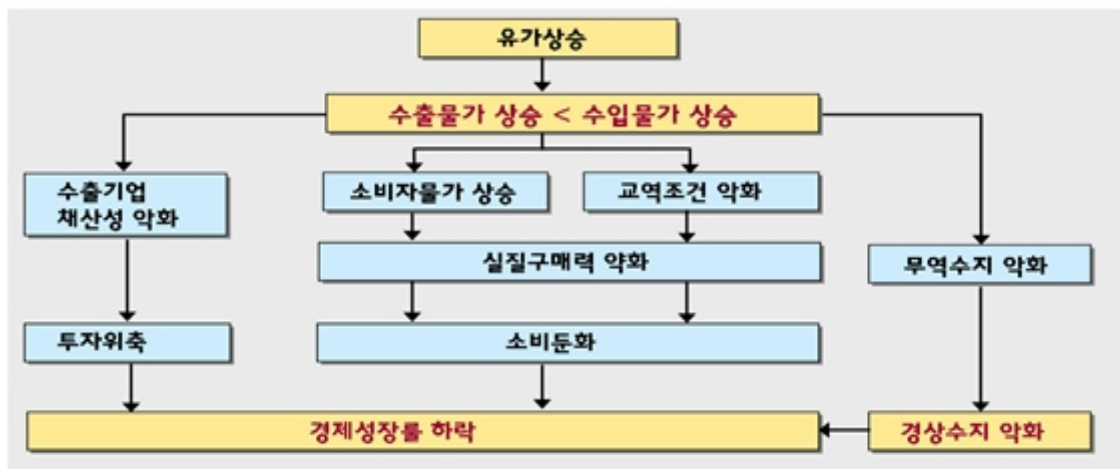 유가상승
수출물가 상승 < 수입물가 상승
수출기업
채산성 악화
소비자물가 상승
교역조건 악화
실질구매력 약화
무역수지 악화
투자위축
소비둔화
경제성장률 하락
경상수지 악화